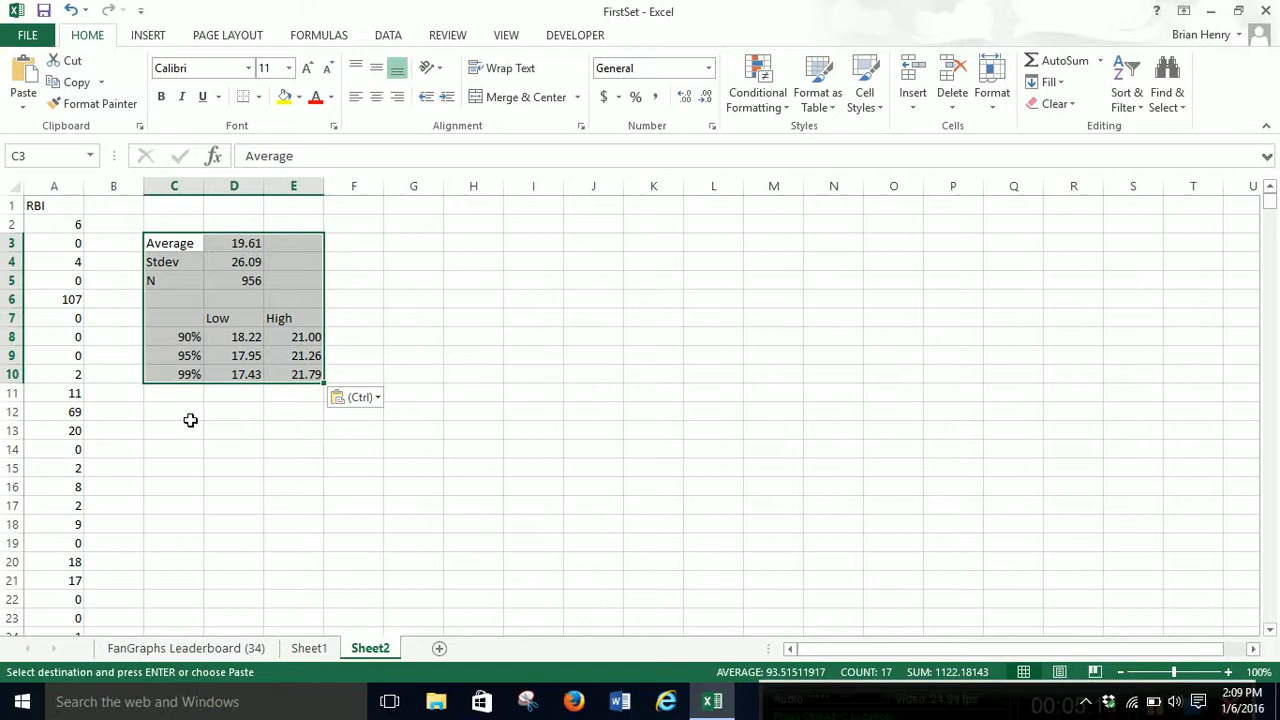 FirstSet - Excel
FILE HOME INSERT PAGE LAYOUT FORMULAS DATA REVIEW VIEW DEVELOPER Brian Henry
Paste Cut Copy Format Painter Clipboard
Calibri 11 B I U A Font
Wrap Text Merge & Center Alignment
General $ % , Number
Conditional Formatting Format as Table Cell Styles Styles
Insert Delete Format Cells
AutoSum Fill Clear Sort & Filter Find & Select Editing
C3 fx Average
A B C D E F G H I J K L M N O P Q R S T U
1 RBI
2 6
3 0 Average 19.61
4 4 Stdev 26.09
5 0 N 956
6 107
7 0 Low High
8 0 90% 18.22 21.00
9 0 95% 17.95 21.26
10 2 99% 17.43 21.79
11 11 (Ctrl)
12 69
13 20
14 0
15 2
16 8
17 2
18 9
19 0
20 18
21 17
22 0
23 0
FanGraphs Leaderboard (34) Sheet1 Sheet2
Select destination and press ENTER or choose Paste AVERAGE: 93.51511917 COUNT: 17 SUM: 1122.18143 100%
Search the web and Windows
2:09 PM
1/6/2016